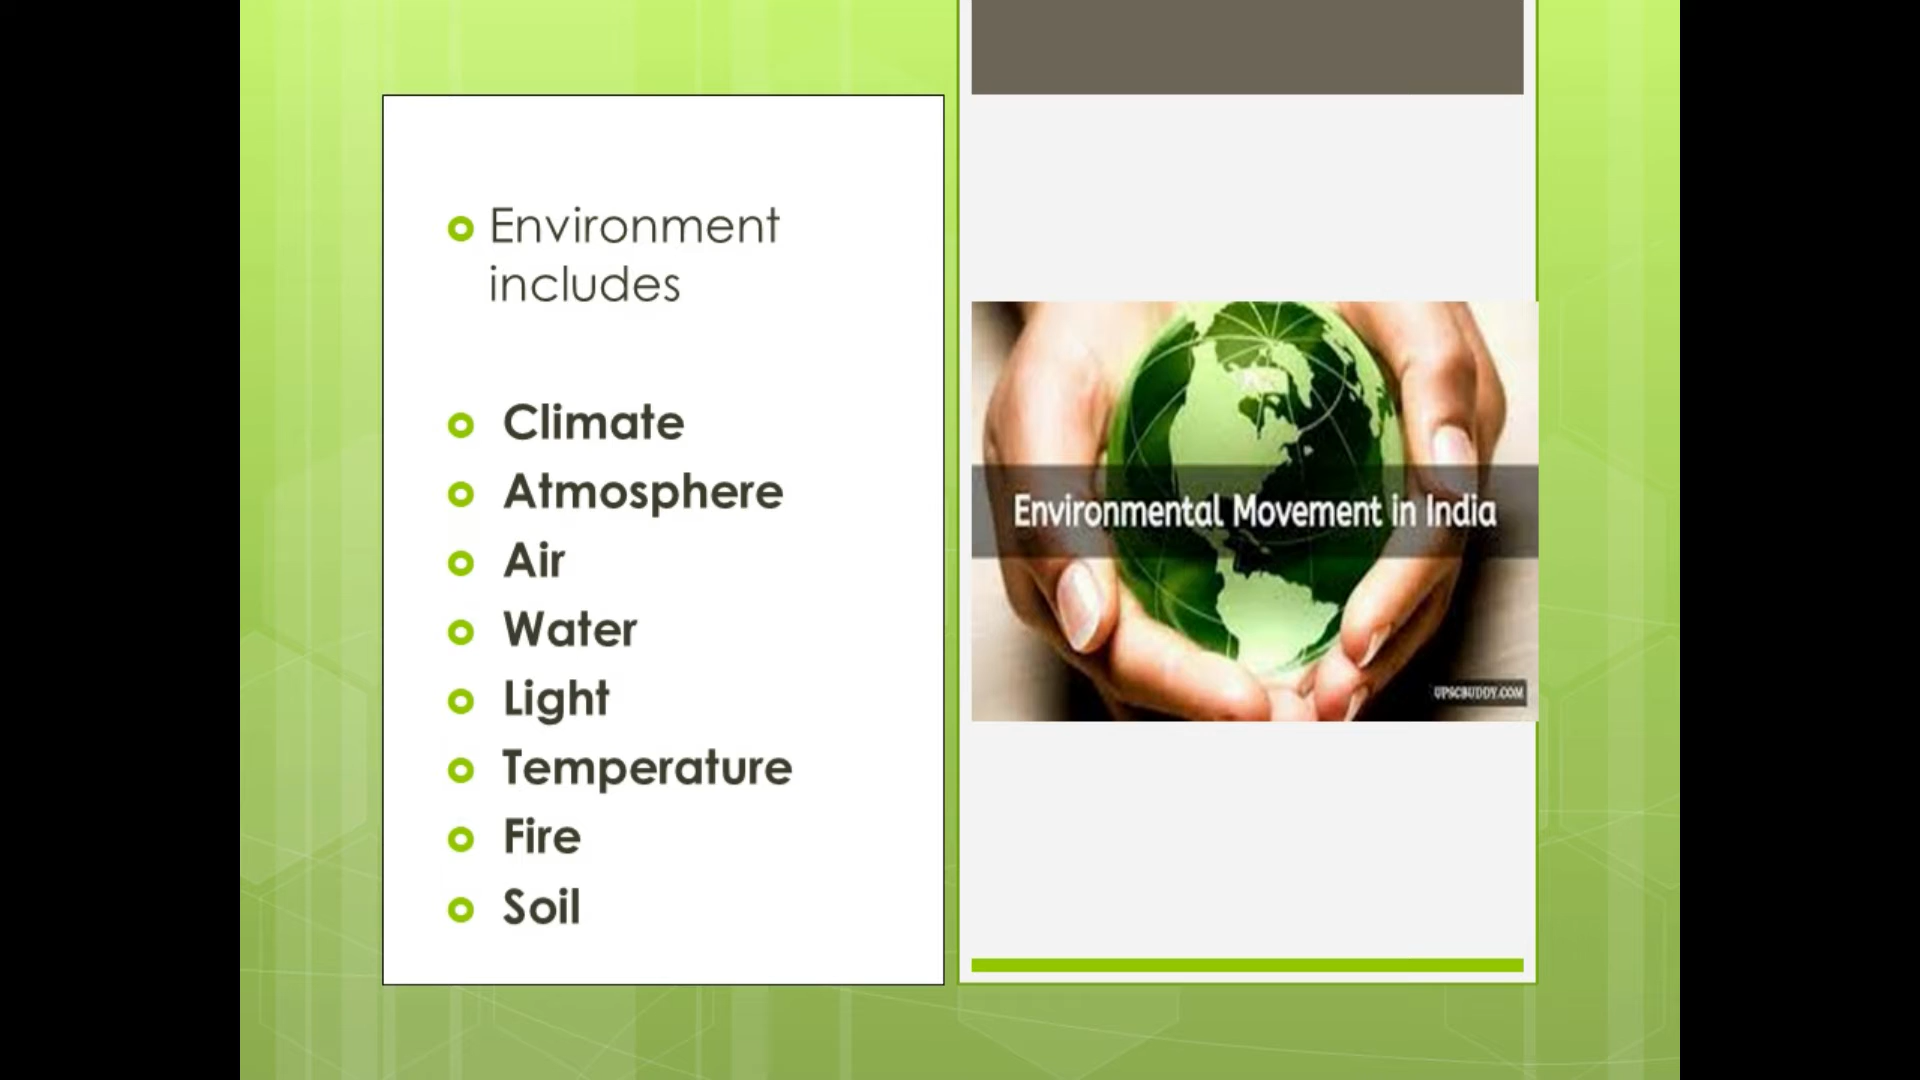 Environment
includes
Climate
Atmosphere
Air
Water
Light
Temperature
Fire
Soil
Environmental Movement in India
UPSCBUDDY.COM